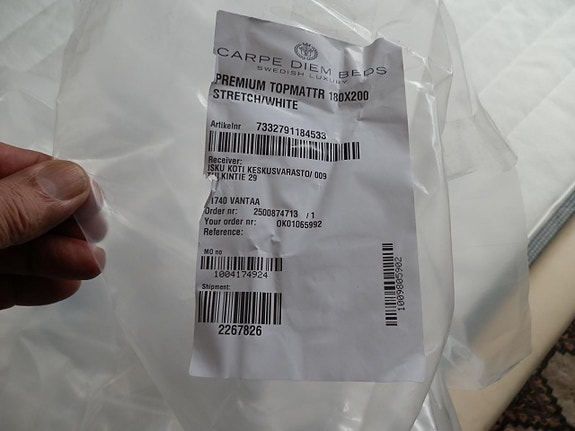 CARPE DIEM BEDS
SWEDISH LUXURY
PREMIUM TOPMATTR 180X200
STRETCH/WHITE
Artikelnr 7332791184533
Receiver:
ISKU KOTI KESKUSVARASTO/ 009
KINTIE 29
1740 VANTAA
Order nr: 2500874713 / 1
Your order nr: OK01065992
Reference:
MO no
1004174924
Shipment:
2267826
1009805902